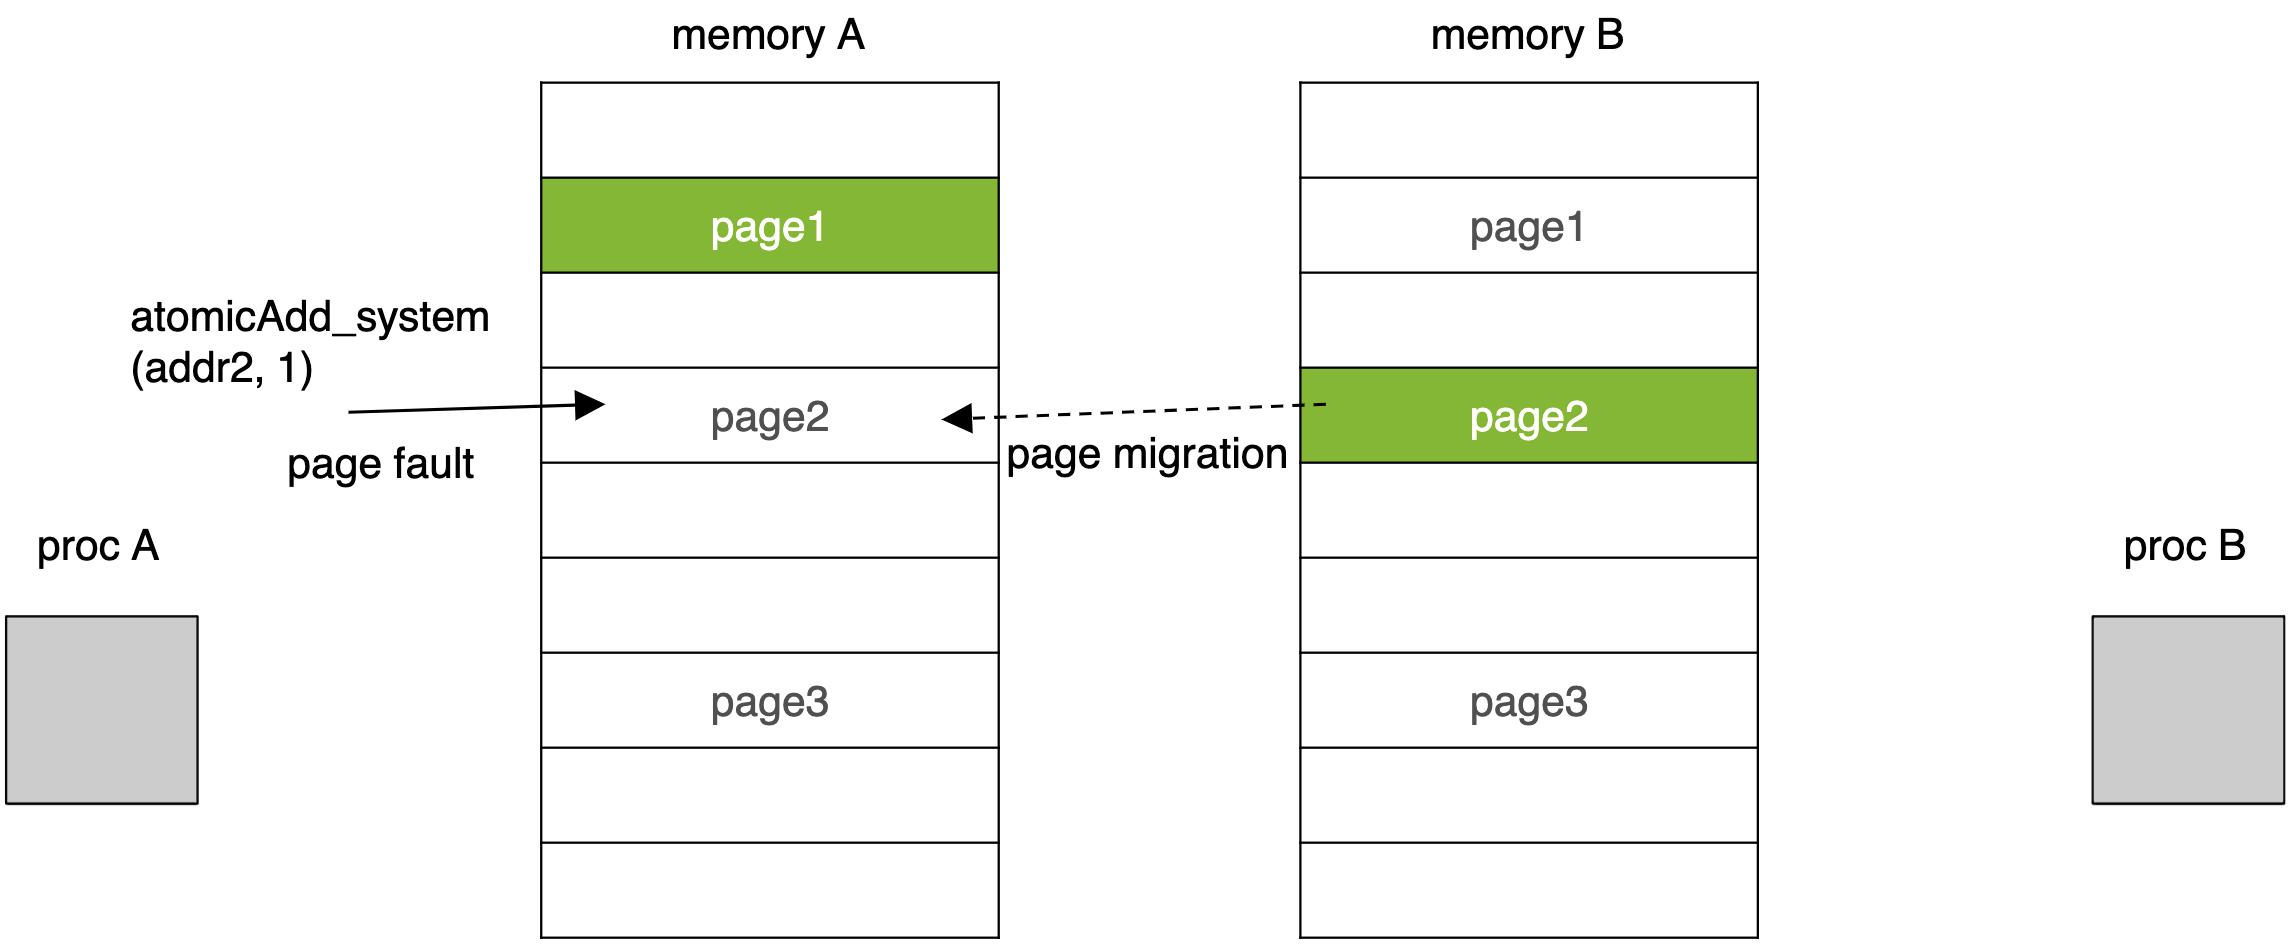 memory A
memory B
page1
page1
atomicAdd_system
(addr2, 1)
page2
page2
page fault
page migration
proc A
proc B
page3
page3